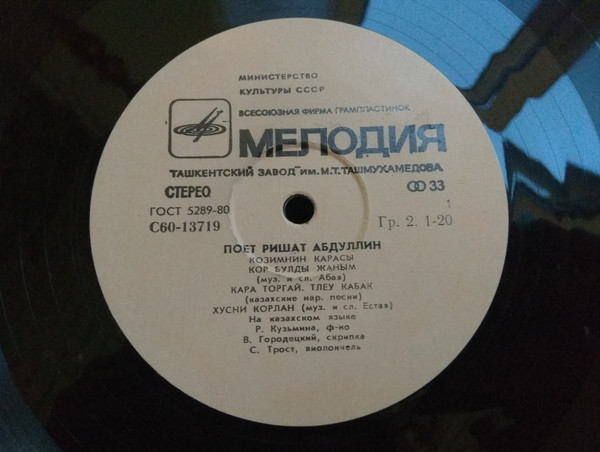 МИНИСТЕРСТВО
КУЛЬТУРЫ СССР
ВСЕСОЮЗНАЯ ФИРМА ГРАМПЛАСТИНОК
МЕЛОДИЯ
ТАШКЕНТСКИЙ ЗАВОД ИМ. М.Т. ТАШМУХАМЕДОВА
СТЕРЕО 33
ГОСТ 5289-80 1
С60-13719 Гр. 2. 1-20
ПОЕТ РИШАТ АБДУЛЛИН
КОЗИМНИН КАРАСЫ
КОР БУЛДЫ ЖАНЫМ
(муз. и сл. Абая)
КАРА ТОРГАЙ. ТЛЕУ КАБАК
(казахские нар. песни)
ХУСНИ КОРЛАН (муз. и сл. Естая)
На казахском языке
Р. Кузьмина, ф-но
В. Городецкий, скрипка
С. Трост, виолончель